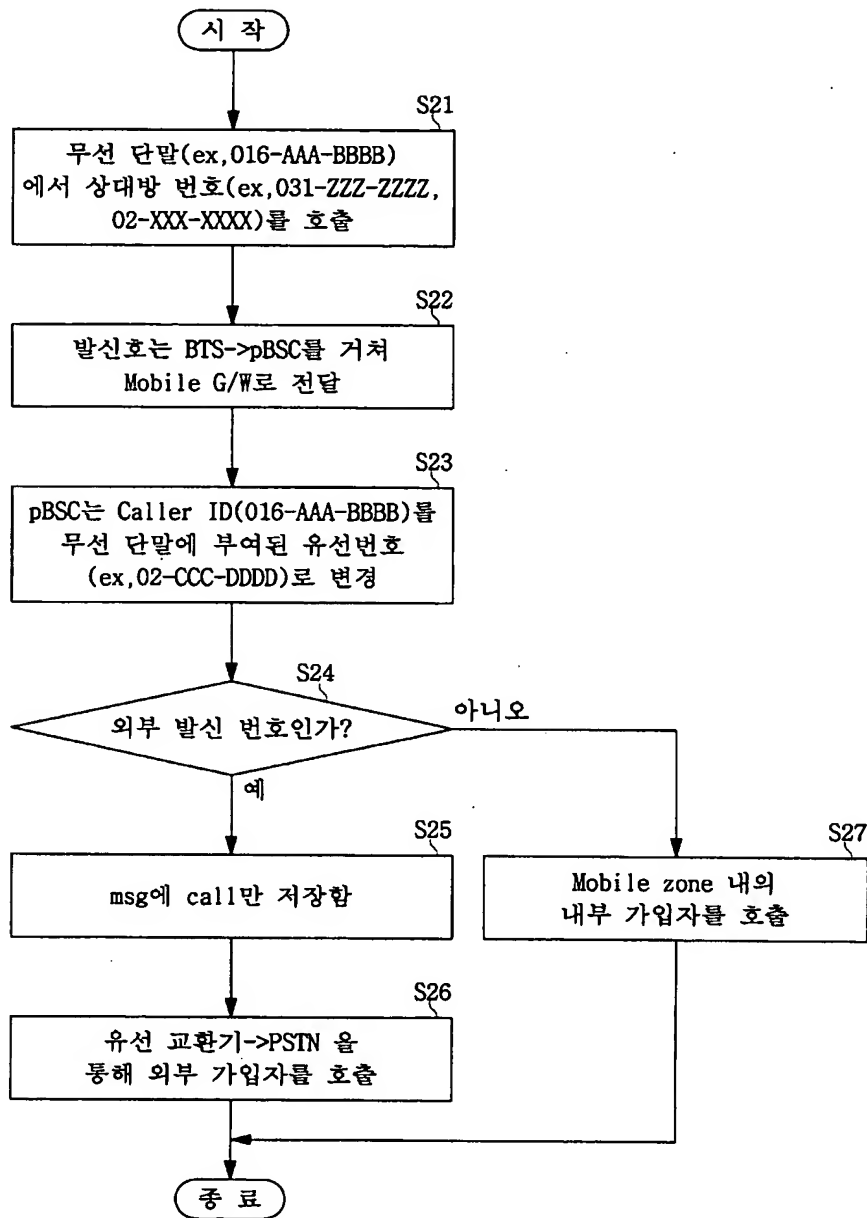 시 작
S21
무선 단말(ex,016-AAA-BBBB)
에서 상대방 번호(ex,031-ZZZ-ZZZZ,
02-XXX-XXXX)를 호출
S22
발신호는 BTS->pBSC를 거쳐
Mobile G/W로 전달
S23
pBSC는 Caller ID(016-AAA-BBBB)를
무선 단말에 부여된 유선번호
(ex,02-CCC-DDDD)로 변경
S24
외부 발신 번호인가?
아니오
예
S25
msg에 call만 저장함
S27
Mobile zone 내의
내부 가입자를 호출
S26
유선 교환기->PSTN 을
통해 외부 가입자를 호출
종 료